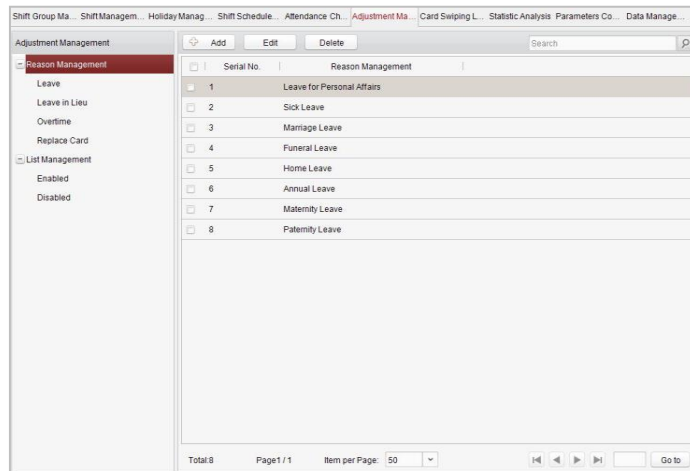 Shift Group Ma... ShiftManagem... Holiday Manag... Shift Schedule... Attendance Ch... Adjustment Ma... Card Swiping L... Statistic Analysis Parameters Co... Data Manage...
Adjustment Management
Add Edit Delete Search
Reason Management
Leave
Leave in Lieu
Overtime
Replace Card
List Management
Enabled
Disabled
Serial No. Reason Management
1 Leave for Personal Affairs
2 Sick Leave
3 Marriage Leave
4 Funeral Leave
5 Home Leave
6 Annual Leave
7 Maternity Leave
8 Paternity Leave
Total:8 Page1 / 1 Item per Page: 50 Go to